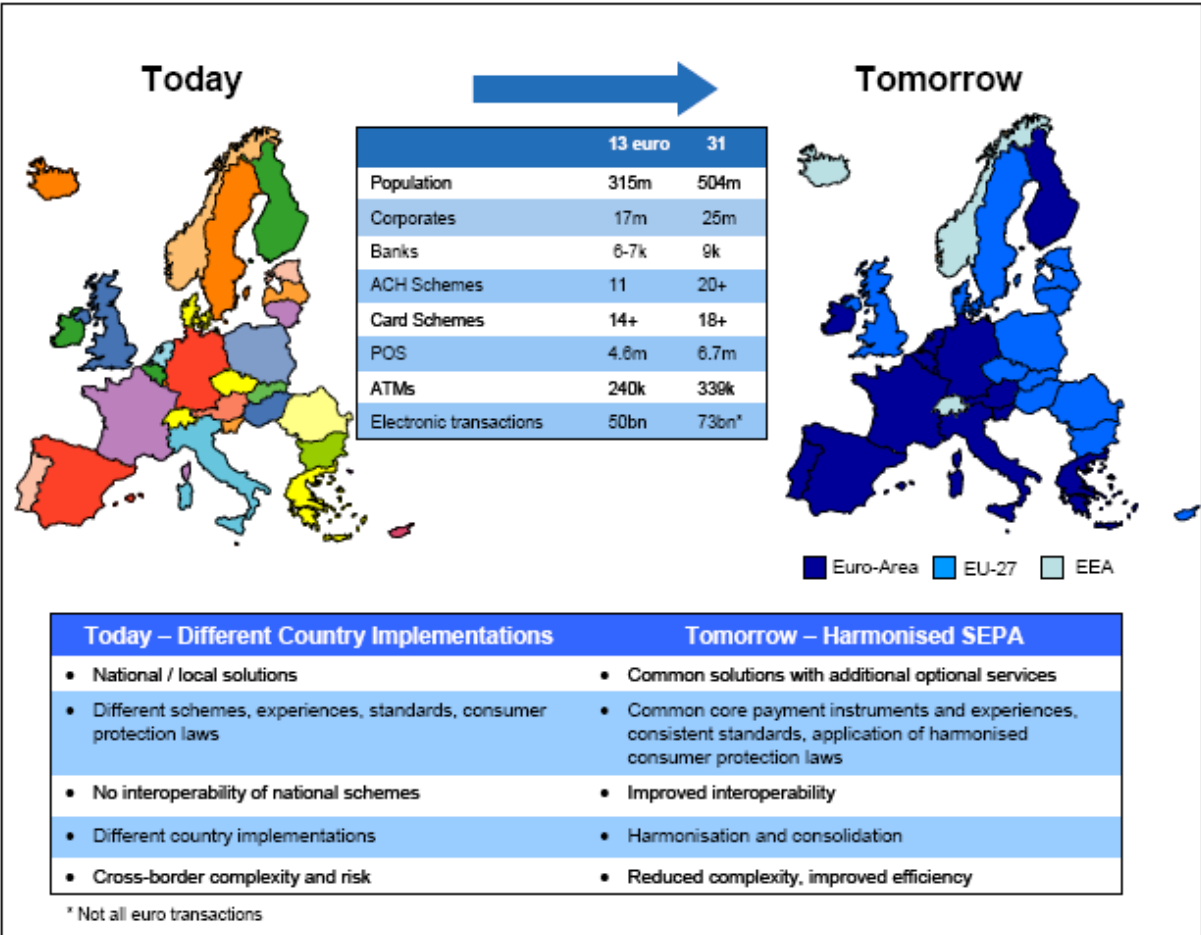 Today
Tomorrow
13 euro 31
Population 315m 504m
Corporates 17m 25m
Banks 6-7k 9k
ACH Schemes 11 20+
Card Schemes 14+ 18+
POS 4.6m 6.7m
ATMs 240k 339k
Electronic transactions 50bn 73bn*
Euro-Area EU-27 EEA
Today – Different Country Implementations
Tomorrow – Harmonised SEPA
• National / local solutions
• Common solutions with additional optional services
• Different schemes, experiences, standards, consumer
protection laws
• Common core payment instruments and experiences,
consistent standards, application of harmonised
consumer protection laws
• No interoperability of national schemes
• Improved interoperability
• Different country implementations
• Harmonisation and consolidation
• Cross-border complexity and risk
• Reduced complexity, improved efficiency
* Not all euro transactions